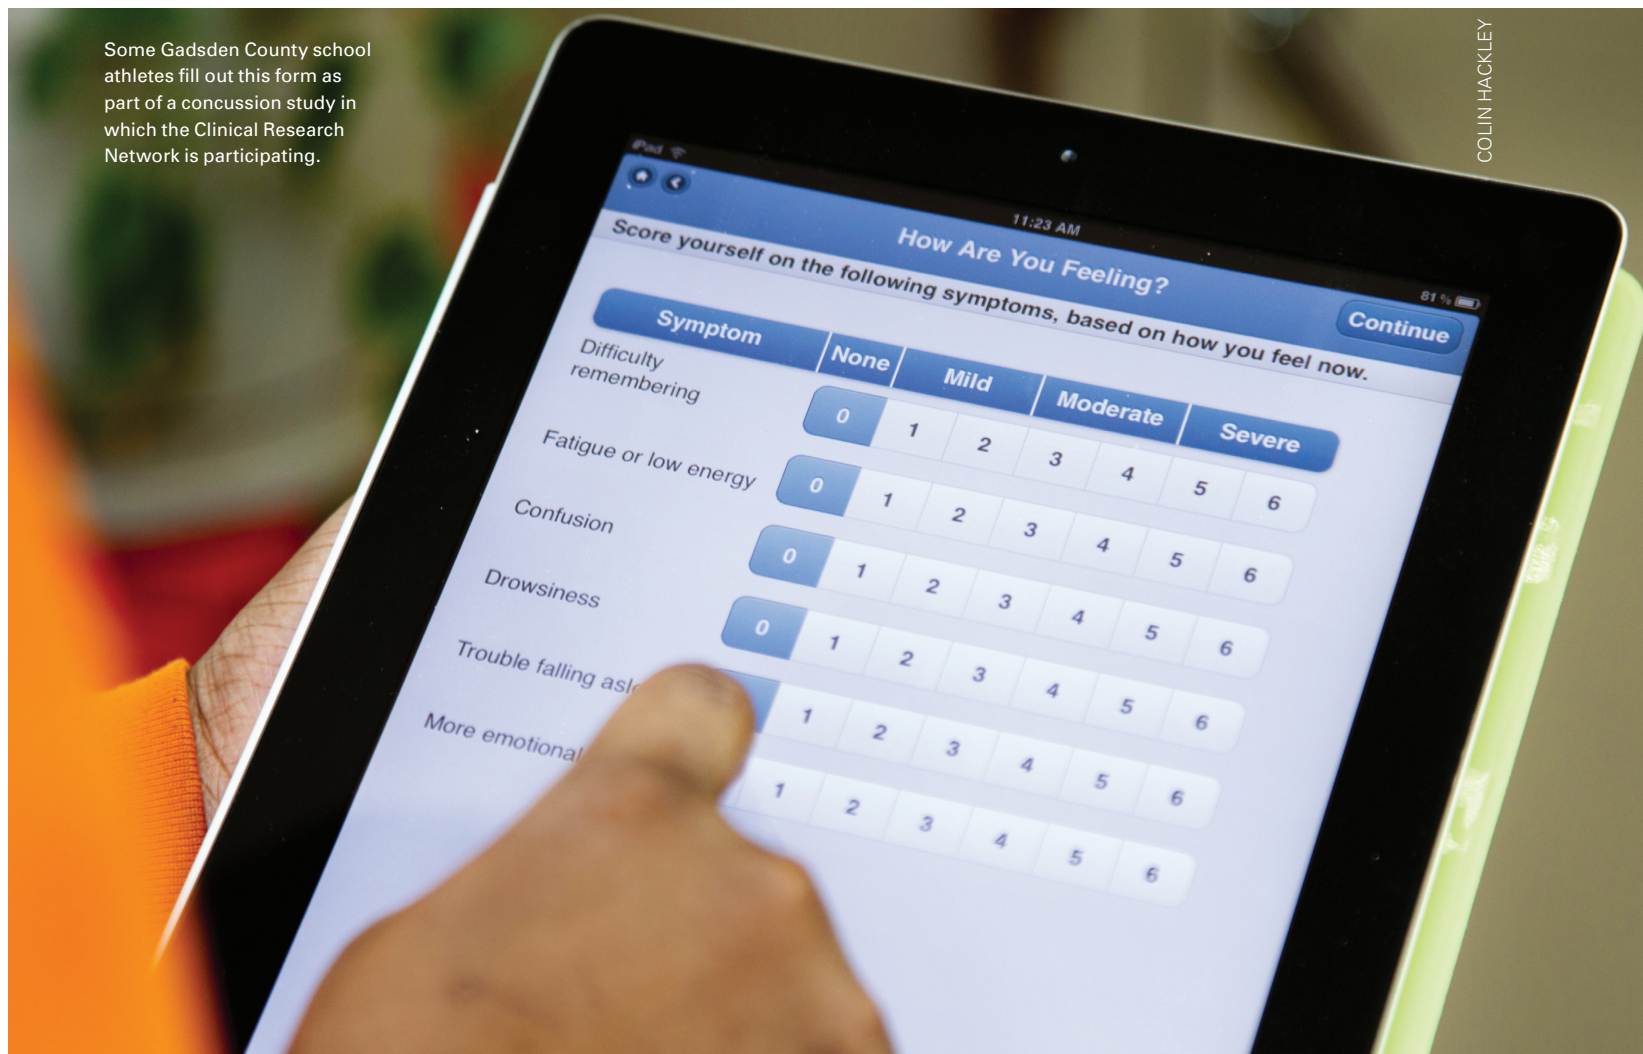 Some Gadsden County school
athletes fill out this form as
part of a concussion study in
which the Clinical Research
Network is participating.
COLIN HACKLEY
iPad
11:23 AM
81 %
How Are You Feeling?
Continue
Score yourself on the following symptoms, based on how you feel now.
Symptom None Mild Moderate Severe
Difficulty
remembering
0 1 2 3 4 5 6
Fatigue or low energy 0 1 2 3 4 5 6
Confusion 0 1 2 3 4 5 6
Drowsiness 0 1 2 3 4 5 6
Trouble falling 1 2 3 4 5 6
More emotional 1 2 3 4 5 6